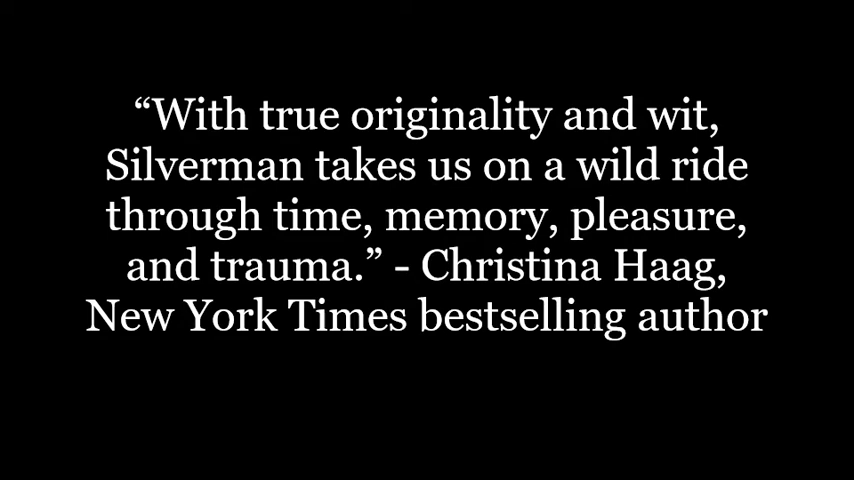 “With true originality and wit,
Silverman takes us on a wild ride
through time, memory, pleasure,
and trauma.” - Christina Haag,
New York Times bestselling author